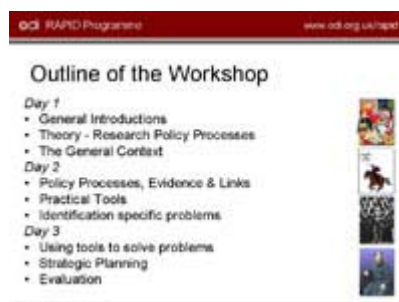 odi RAPID Programme
www.odi.org.uk/rapid
Outline of the Workshop
Day 1
• General Introductions
• Theory - Research Policy Processes
• The General Context
Day 2
• Policy Processes, Evidence & Links
• Practical Tools
• Identification specific problems
Day 3
• Using tools to solve problems
• Strategic Planning
• Evaluation